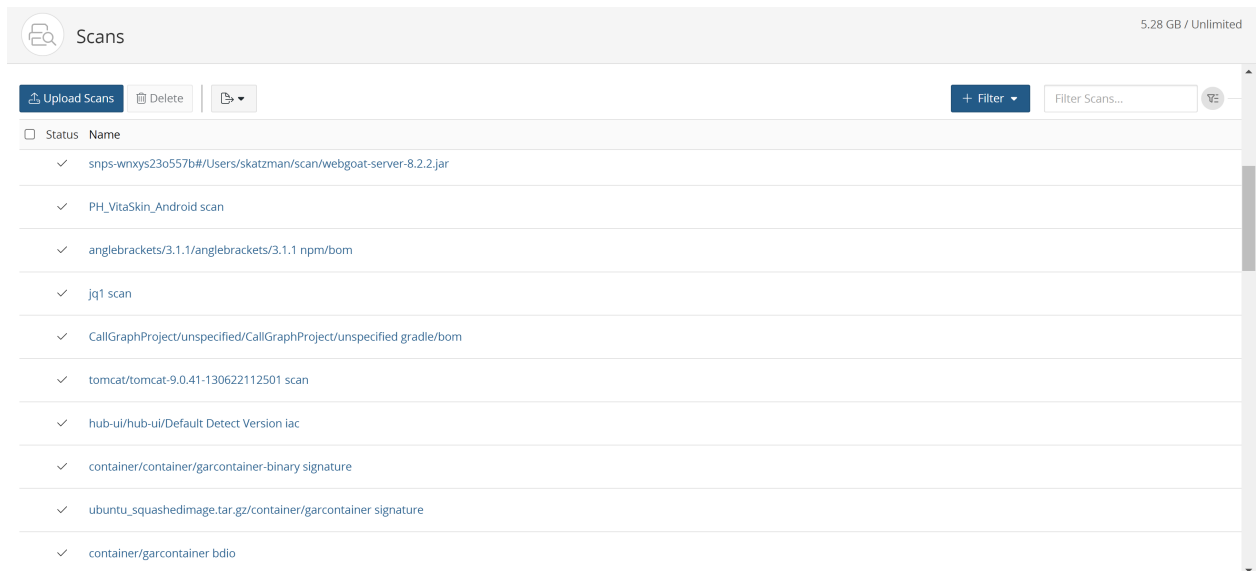 Scans
5.28 GB / Unlimited
Upload Scans
Delete
+ Filter
Filter Scans...
Status Name
snps-wnxys23o557b#/Users/skatzman/scan/webgoat-server-8.2.2.jar
PH_VitaSkin_Android scan
anglebrackets/3.1.1/anglebrackets/3.1.1 npm/bom
jq1 scan
CallGraphProject/unspecified/CallGraphProject/unspecified gradle/bom
tomcat/tomcat-9.0.41-130622112501 scan
hub-ui/hub-ui/Default Detect Version iac
container/container/garcontainer-binary signature
ubuntu_squashedimage.tar.gz/container/garcontainer signature
container/garcontainer bdio